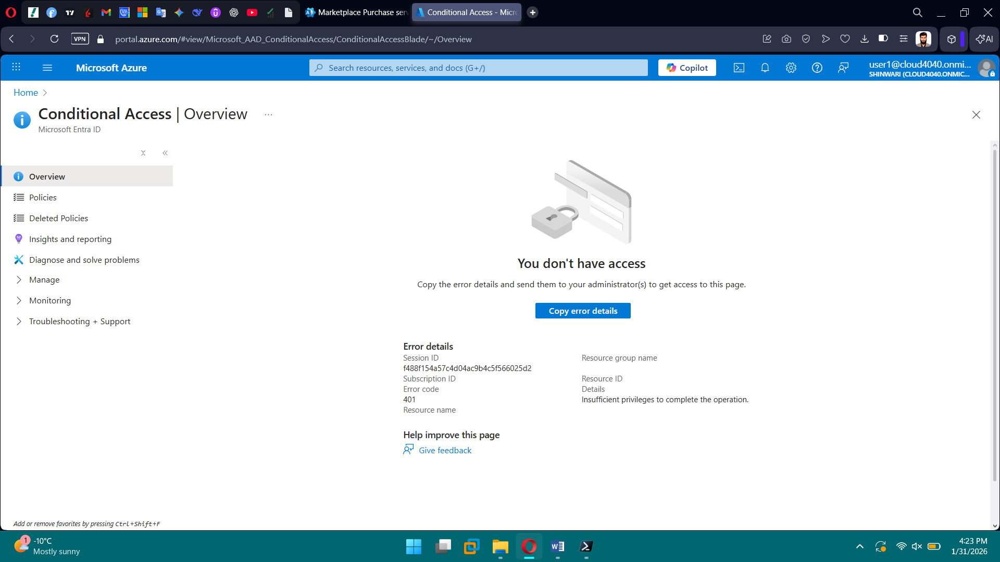 Marketplace Purchase ser
Conditional Access - Micr
VPN
portal.azure.com/#view/Microsoft_AAD_ConditionalAccess/ConditionalAccessBlade/~/Overview
AI
Microsoft Azure
Search resources, services, and docs (G+/)
Copilot
user1@cloud4040.onmi...
SHINWARI (CLOUD4040.ONMIC...
Home
Conditional Access | Overview
...
Microsoft Entra ID
Overview
Policies
Deleted Policies
Insights and reporting
Diagnose and solve problems
Manage
Monitoring
Troubleshooting + Support
You don't have access
Copy the error details and send them to your administrator(s) to get access to this page.
Copy error details
Error details
Session ID
f488f154a57c4d04ac9b4c5f566025d2
Subscription ID
Error code
401
Resource name
Resource group name
Resource ID
Details
Insufficient privileges to complete the operation.
Help improve this page
Give feedback
Add or remove favorites by pressing Ctrl+Shift+F
1
-10°C
Mostly sunny
4:23 PM
1/31/2026